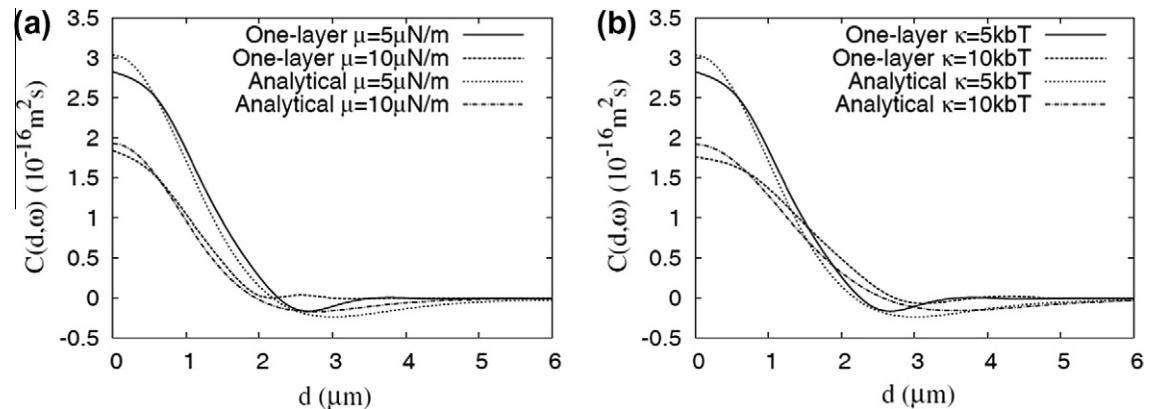 (a)
C(d,ω) (10⁻¹⁶m²s)
3.5
3
2.5
2
1.5
1
0.5
0
-0.5
One-layer μ=5μN/m
One-layer μ=10μN/m
Analytical μ=5μN/m
Analytical μ=10μN/m
0 1 2 3 4 5 6
d (μm)
(b)
C(d,ω) (10⁻¹⁶m²s)
3.5
3
2.5
2
1.5
1
0.5
0
-0.5
One-layer κ=5kbT
One-layer κ=10kbT
Analytical κ=5kbT
Analytical κ=10kbT
0 1 2 3 4 5 6
d (μm)